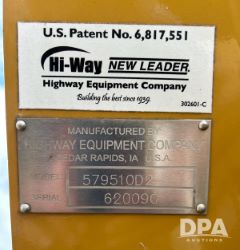 U.S. Patent No. 6,817,551
Hi-Way NEW LEADER®
Highway Equipment Company
Building the best since 1939.
302601-C
MANUFACTURED BY
HIGHWAY EQUIPMENT COMPANY
CEDAR RAPIDS, IA U.S.A.
MODEL 579510D2
SERIAL 62009
DPA
AUCTIONS